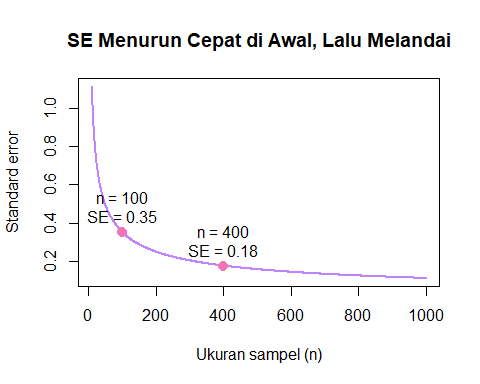 SE Menurun Cepat di Awal, Lalu Melandai
Standard error
1.0
0.8
0.6
0.4
0.2
n = 100
SE = 0.35
n = 400
SE = 0.18
0
200
400
600
800
1000
Ukuran sampel (n)